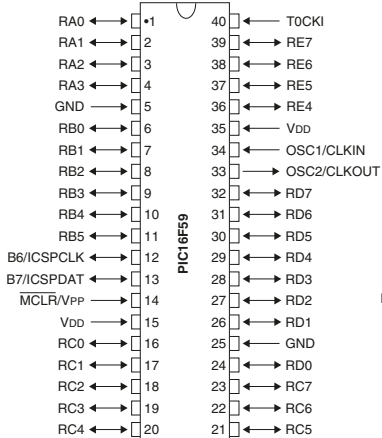 RA0 •1 40 T0CKI
RA1 2 39 RE7
RA2 3 38 RE6
RA3 4 37 RE5
GND 5 36 RE4
RB0 6 35 VDD
RB1 7 34 OSC1/CLKIN
RB2 8 33 OSC2/CLKOUT
RB3 9 32 RD7
RB4 10 31 RD6
RB5 11 30 RD5
B6/ICSPCLK 12 29 RD4
B7/ICSPDAT 13 28 RD3
MCLR/VPP 14 27 RD2
VDD 15 26 RD1
RC0 16 25 GND
RC1 17 24 RD0
RC2 18 23 RC7
RC3 19 22 RC6
RC4 20 21 RC5
PIC16F59